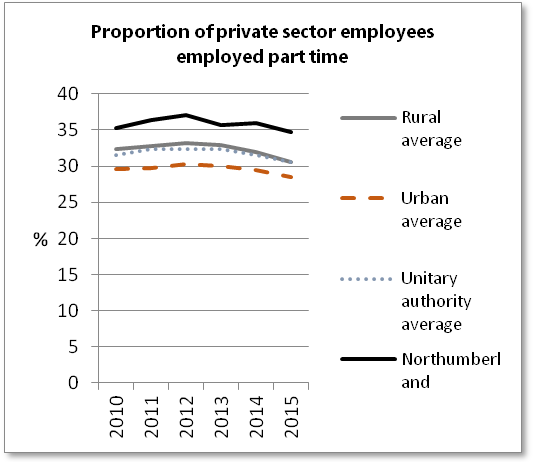 Proportion of private sector employees
employed part time
40
35
30
25
20
15
10
5
0
%
2010
2011
2012
2013
2014
2015
Rural
average
Urban
average
Unitary
authority
average
Northumberl
and